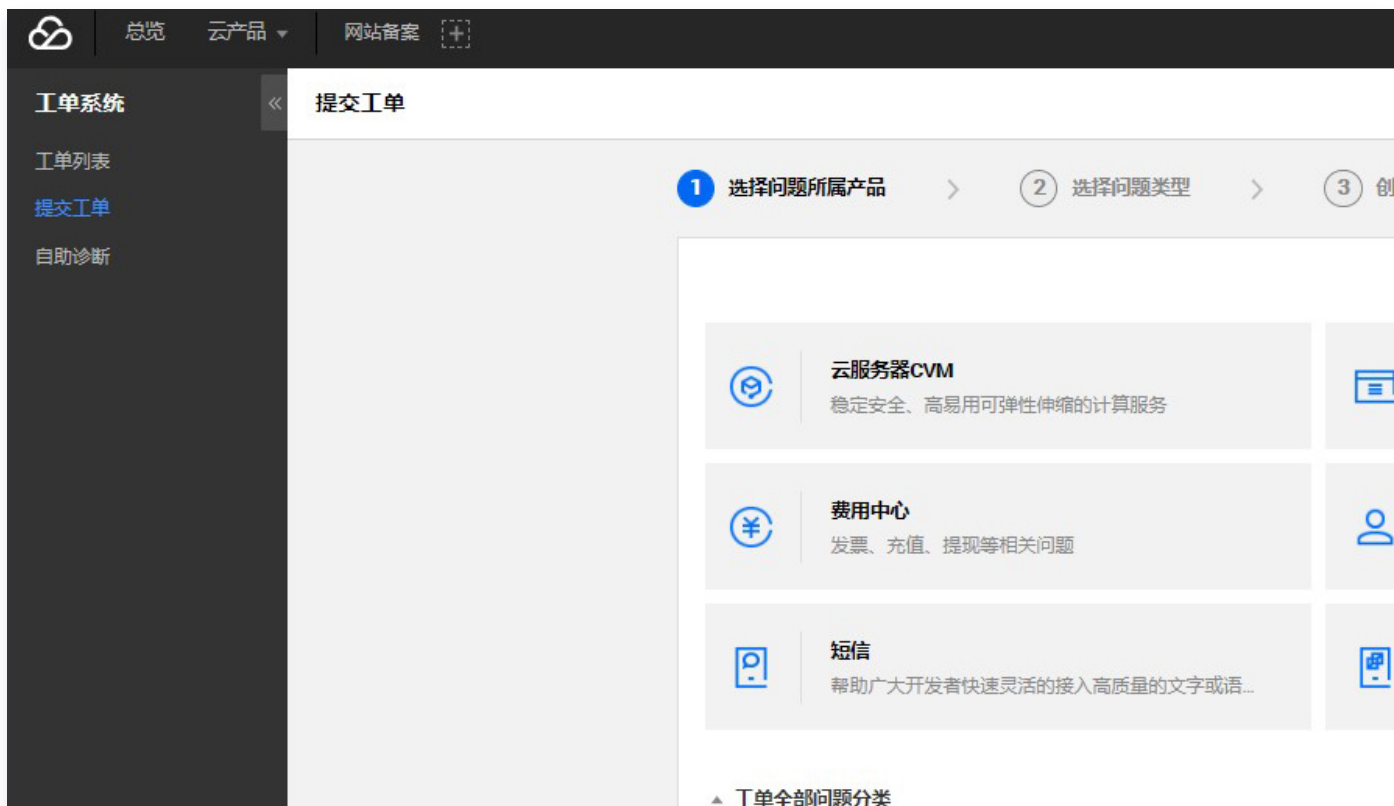 总览 云产品 网站备案
工单系统
工单列表
提交工单
自助诊断
提交工单
1 选择问题所属产品 2 选择问题类型 3 创
云服务器CVM
稳定安全、高易用可弹性伸缩的计算服务
费用中心
发票、充值、提现等相关问题
短信
帮助广大开发者快速灵活的接入高质量的文字或语...
工单全部问题分类